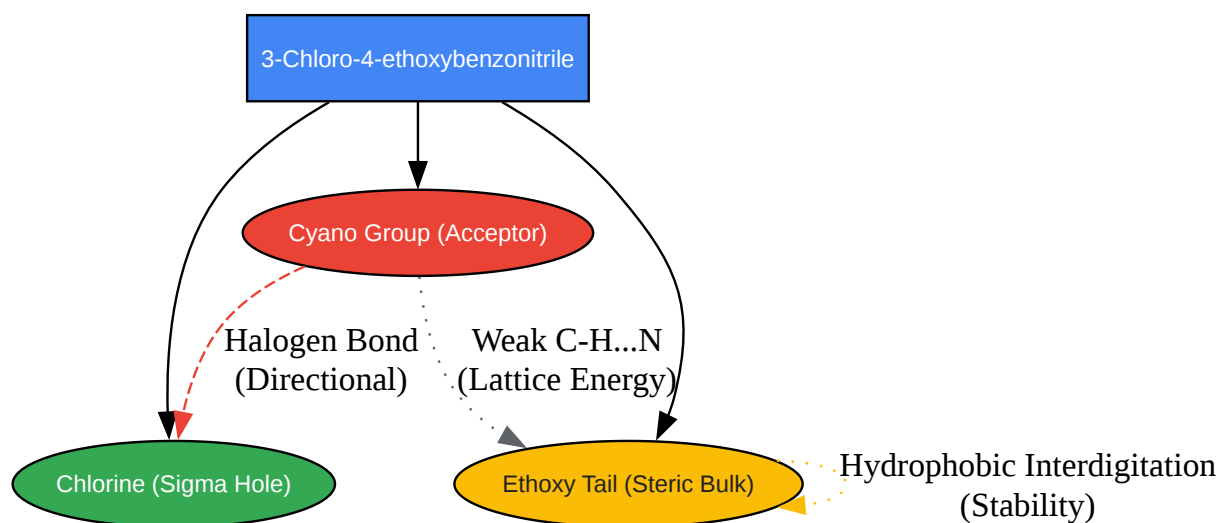 3-Chloro-4-ethoxybenzonitrile
Cyano Group (Acceptor)
Halogen Bond
(Directional)
Weak C-H...N
(Lattice Energy)
Chlorine (Sigma Hole)
Ethoxy Tail (Steric Bulk)
Hydrophobic Interdigitation
(Stability)